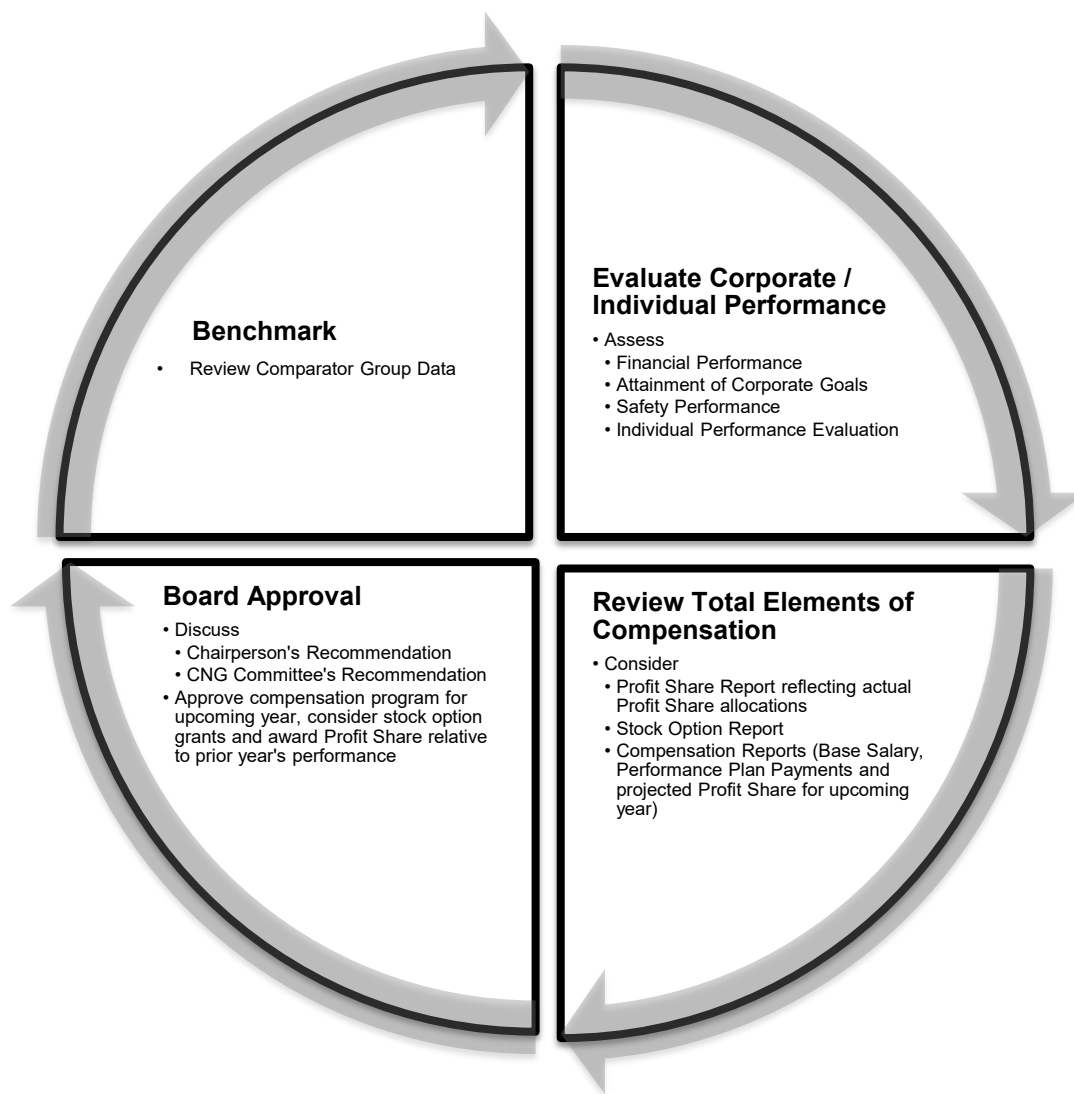 Benchmark
• Review Comparator Group Data
Evaluate Corporate /
Individual Performance
• Assess
• Financial Performance
• Attainment of Corporate Goals
• Safety Performance
• Individual Performance Evaluation
Board Approval
• Discuss
• Chairperson's Recommendation
• CNG Committee's Recommendation
• Approve compensation program for
upcoming year, consider stock option
grants and award Profit Share relative
to prior year's performance
Review Total Elements of
Compensation
• Consider
• Profit Share Report reflecting actual
Profit Share allocations
• Stock Option Report
• Compensation Reports (Base Salary,
Performance Plan Payments and
projected Profit Share for upcoming
year)